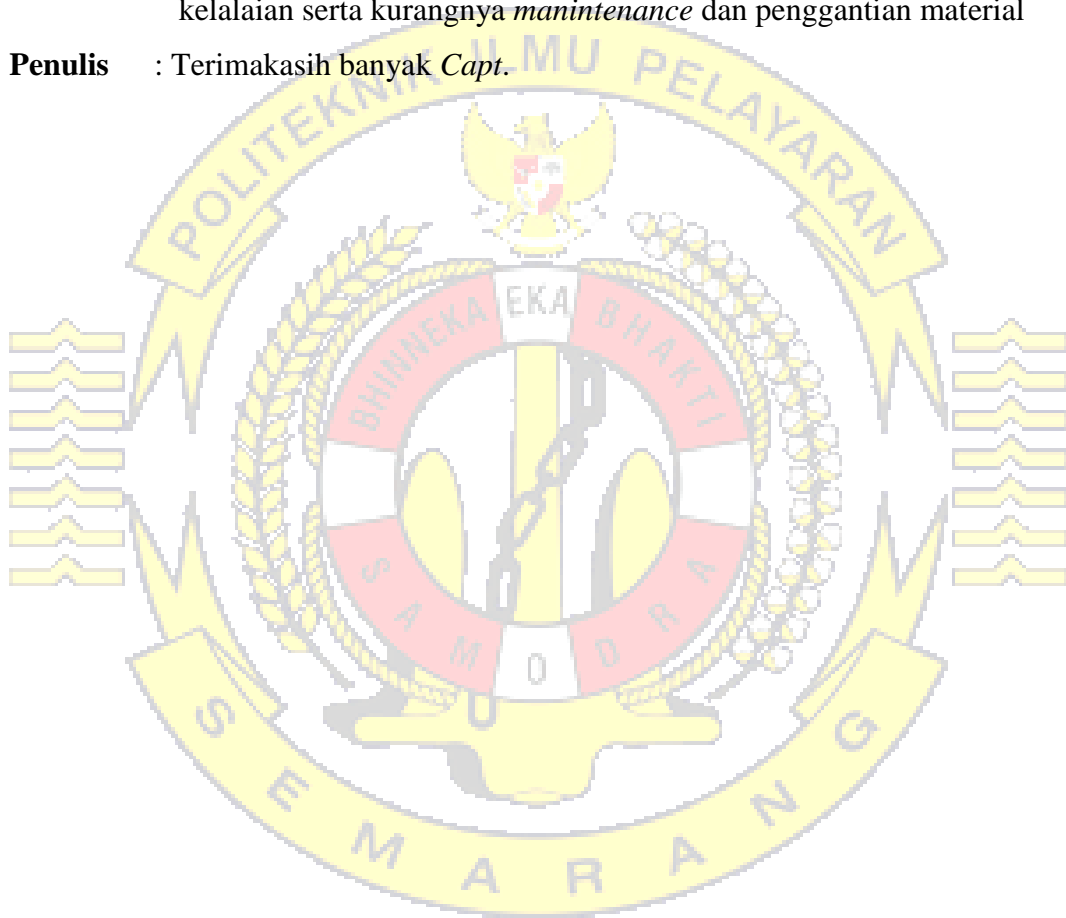 kelalaian serta kurangnya manintenance dan penggantian material
Penulis : Terimakasih banyak Capt.
POLITEKNIK ILMU PELAYARAN
BHINNEKA EKA BHAKTI
SAMODRA
SEMARANG